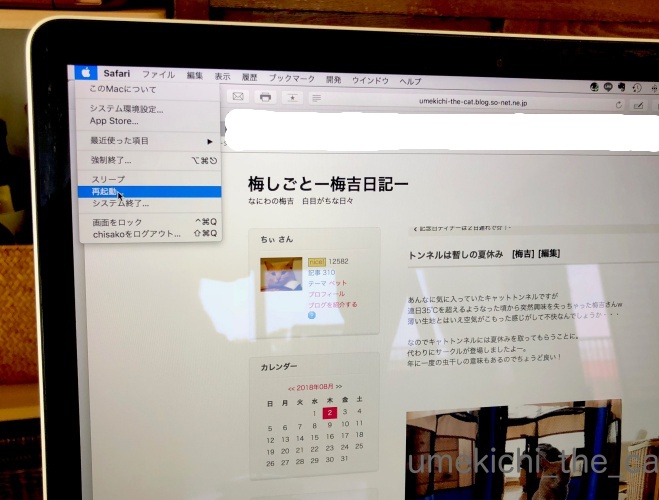 Safari ファイル 編集 表示 履歴 ブックマーク 開発 ウインドウ ヘルプ
このMacについて
システム環境設定...
App Store...
最近使った項目 ▶
強制終了...
スリープ
再起動...
システム終了...
画面をロック ^⌘Q
chisakoをログアウト... ⇧⌘Q
umekichi-the-cat.blog.so-net.ne.jp
梅しごとー梅吉日記ー
なにわの梅吉 白目がちな日々
ちぃ さん
nice! 12582
記事 310
テーマ ペット
プロフィール
ブログを紹介する
?
カレンダー
<< 2018年08月 >>
日 月 火 水 木 金 土
1 2 3 4
5 6 7 8 9 10 11
12 13 14 15 16 17 18
19 20 21 22 23 24 25
26 27 28 29 30 31
トンネルは暫しの夏休み [梅吉] [編集]
あんなに気に入っていたキャットトンネルですが
連日35℃を超えるようなった頃から突然興味を失っちゃった梅吉さんw
薄い生地とはいえ空気がこもった感じがして不快なんでしょうか・・・
なのでキャトトンネルには夏休みを取ってもらうことに。
代わりにサークルが登場しましたよー。
年に一度の虫干しの意味もあるのでちょうど良い！
umekichi_the_ca